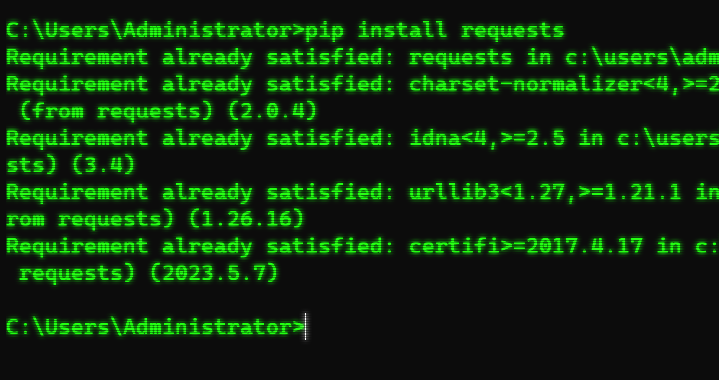 C:\Users\Administrator>pip install requests
Requirement already satisfied: requests in c:\users\adm
Requirement already satisfied: charset-normalizer<4,>=2
(from requests) (2.0.4)
Requirement already satisfied: idna<4,>=2.5 in c:\users
sts) (3.4)
Requirement already satisfied: urllib3<1.27,>=1.21.1 in
rom requests) (1.26.16)
Requirement already satisfied: certifi>=2017.4.17 in c:
requests) (2023.5.7)
C:\Users\Administrator>